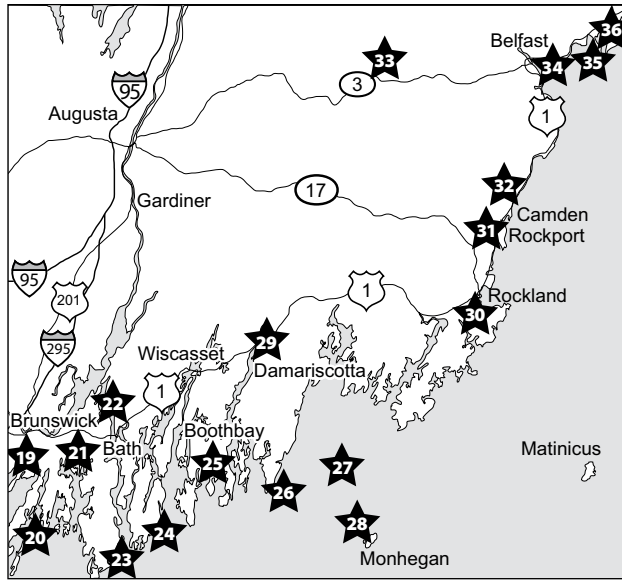 36
Belfast
33
34
35
3
95
1
Augusta
32
17
Gardiner
Camden
31
Rockport
95
201
1
Rockland
30
295
29
Wiscasset
Damariscotta
22
1
Brunswick
Boothbay
19
21
Bath
25
27
Matinicus
26
28
20
24
23
Monhegan